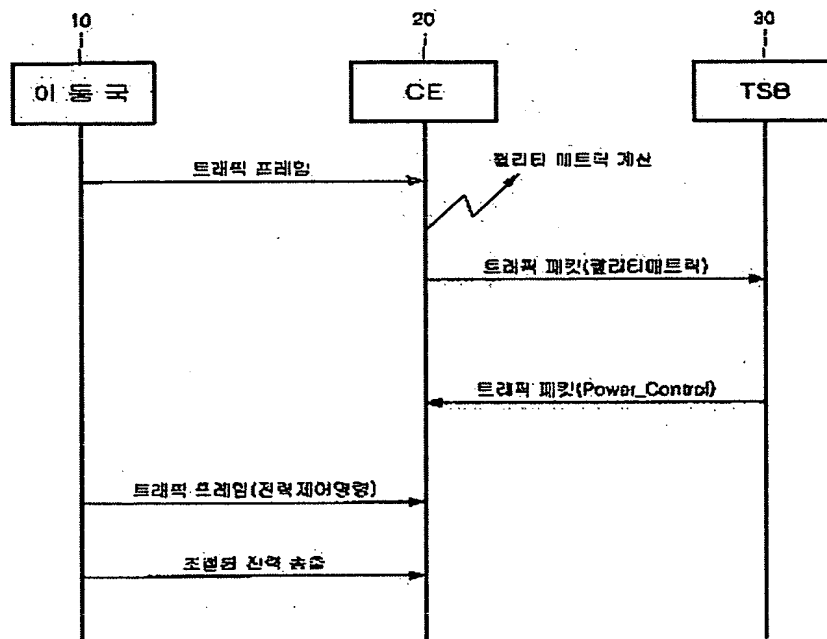 10
20
30
이 동 국
CE
TSB
트래픽 프레임
퀄리티 메트릭 계산
트래픽 패킷(퀄리티메트릭)
트래픽 패킷(Power_Control)
트래픽 프레임(전력제어명령)
조절된 전력 송출